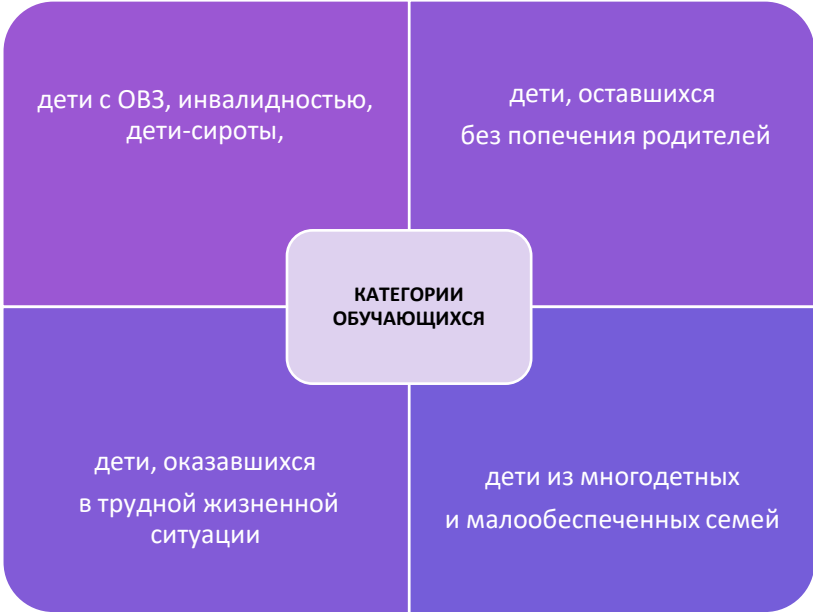 дети с ОВЗ, инвалидностью,
дети-сироты,
дети, оставшихся
без попечения родителей
КАТЕГОРИИ
ОБУЧАЮЩИХСЯ
дети, оказавшихся
в трудной жизненной
ситуации
дети из многодетных
и малообеспеченных семей